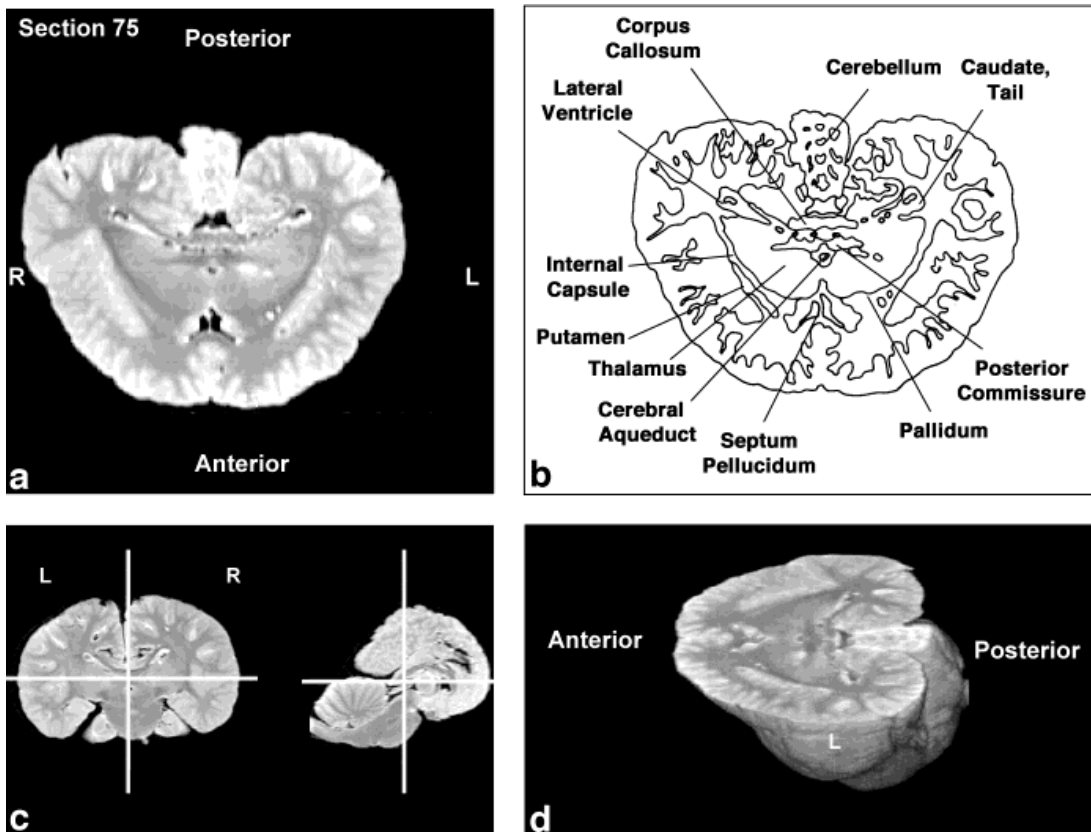 Section 75
Posterior
R
L
Anterior
a
Corpus
Callosum
Cerebellum
Caudate,
Tail
Lateral
Ventricle
Internal
Capsule
Putamen
Thalamus
Cerebral
Aqueduct
Septum
Pellucidum
Pallidum
Posterior
Commissure
b
L
R
c
Anterior
Posterior
L
d